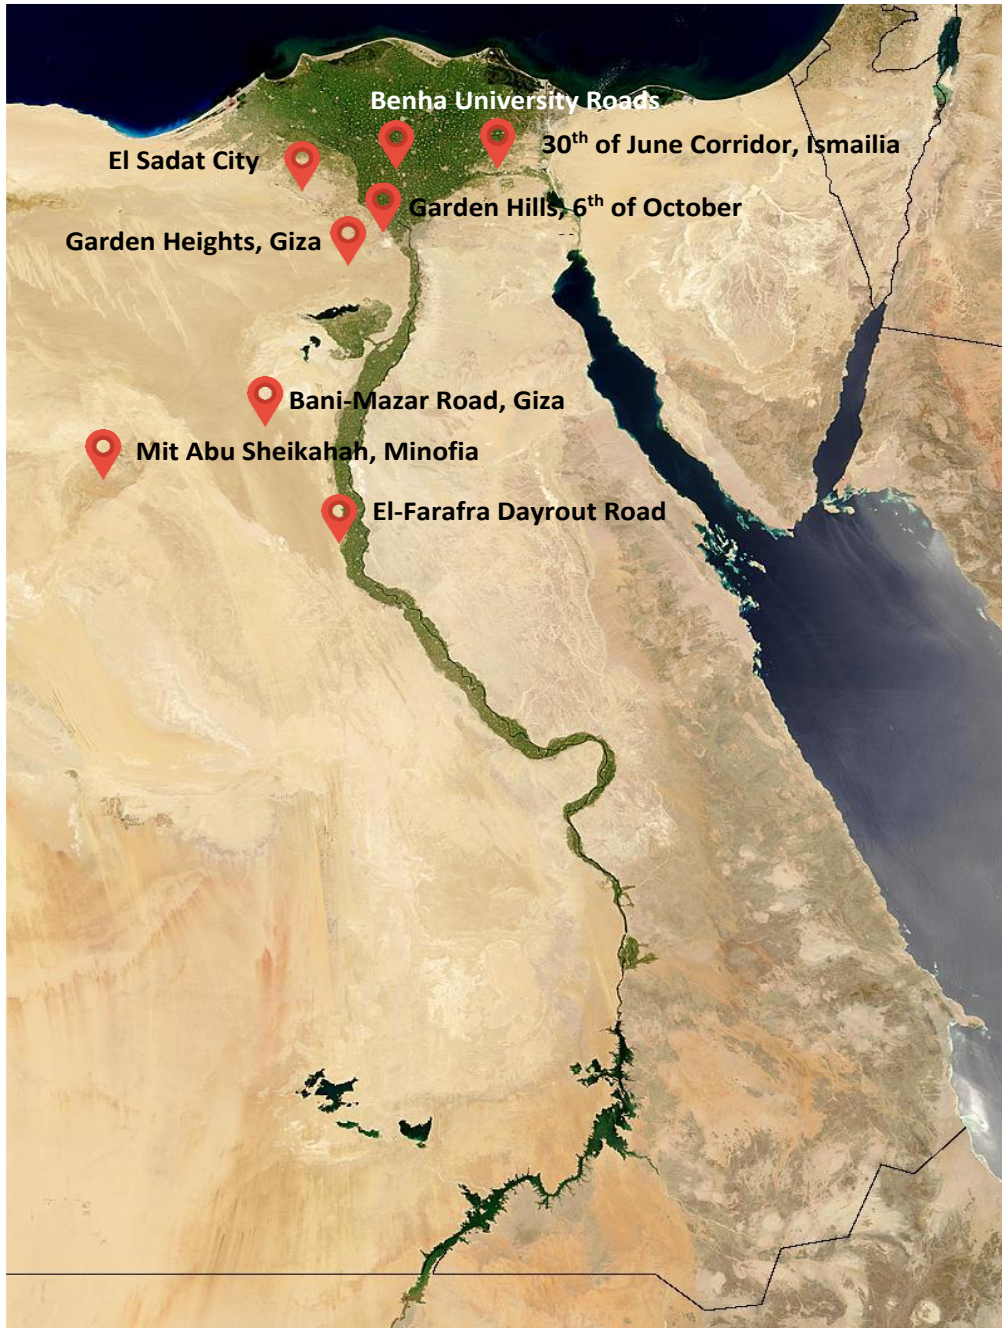 Benha University Roads
30th of June Corridor, Ismailia
El Sadat City
Garden Hills, 6th of October
Garden Heights, Giza
Bani-Mazar Road, Giza
Mit Abu Sheikahah, Minofia
El-Farafra Dayrout Road